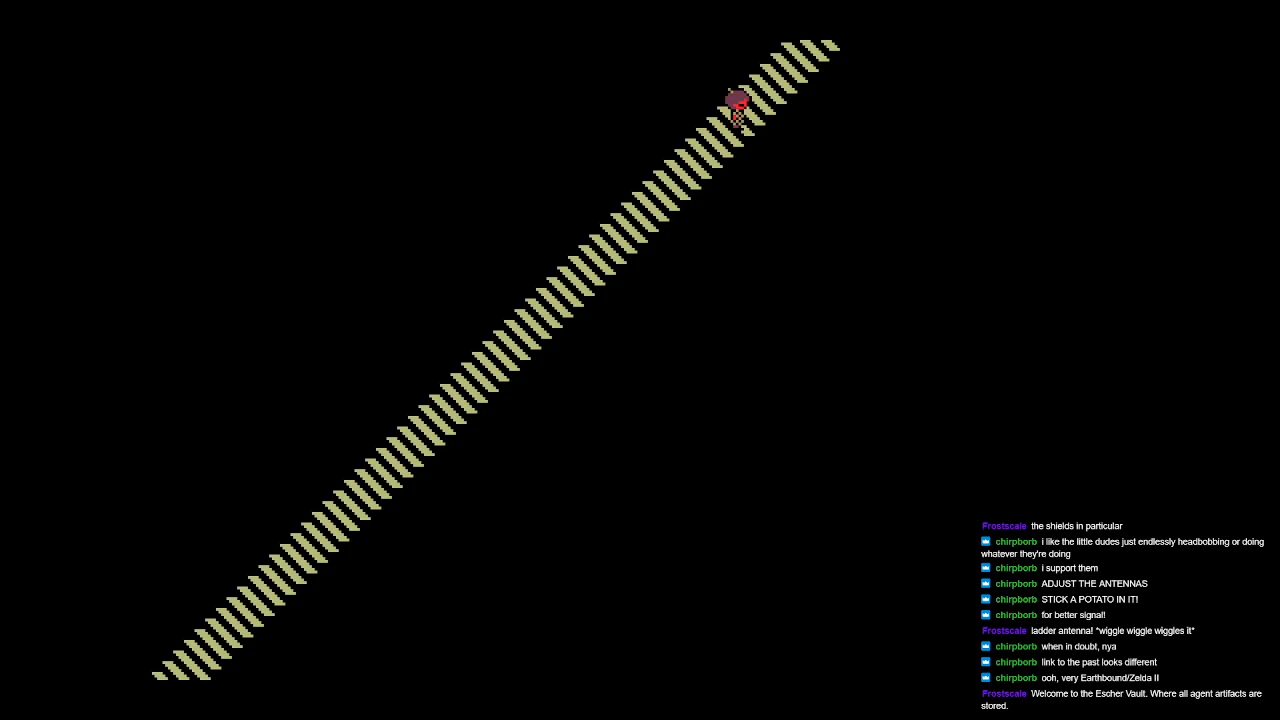 Frostscale the shields in particular
chirpborb i like the little dudes just endlessly headbobbing or doing
whatever they're doing
chirpborb i support them
chirpborb ADJUST THE ANTENNAS
chirpborb STICK A POTATO IN IT!
chirpborb for better signal!
Frostscale ladder antenna! *wiggle wiggle wiggles it*
chirpborb when in doubt, nya
chirpborb link to the past looks different
chirpborb ooh, very Earthbound/Zelda II
Frostscale Welcome to the Escher Vault. Where all agent artifacts are
stored.